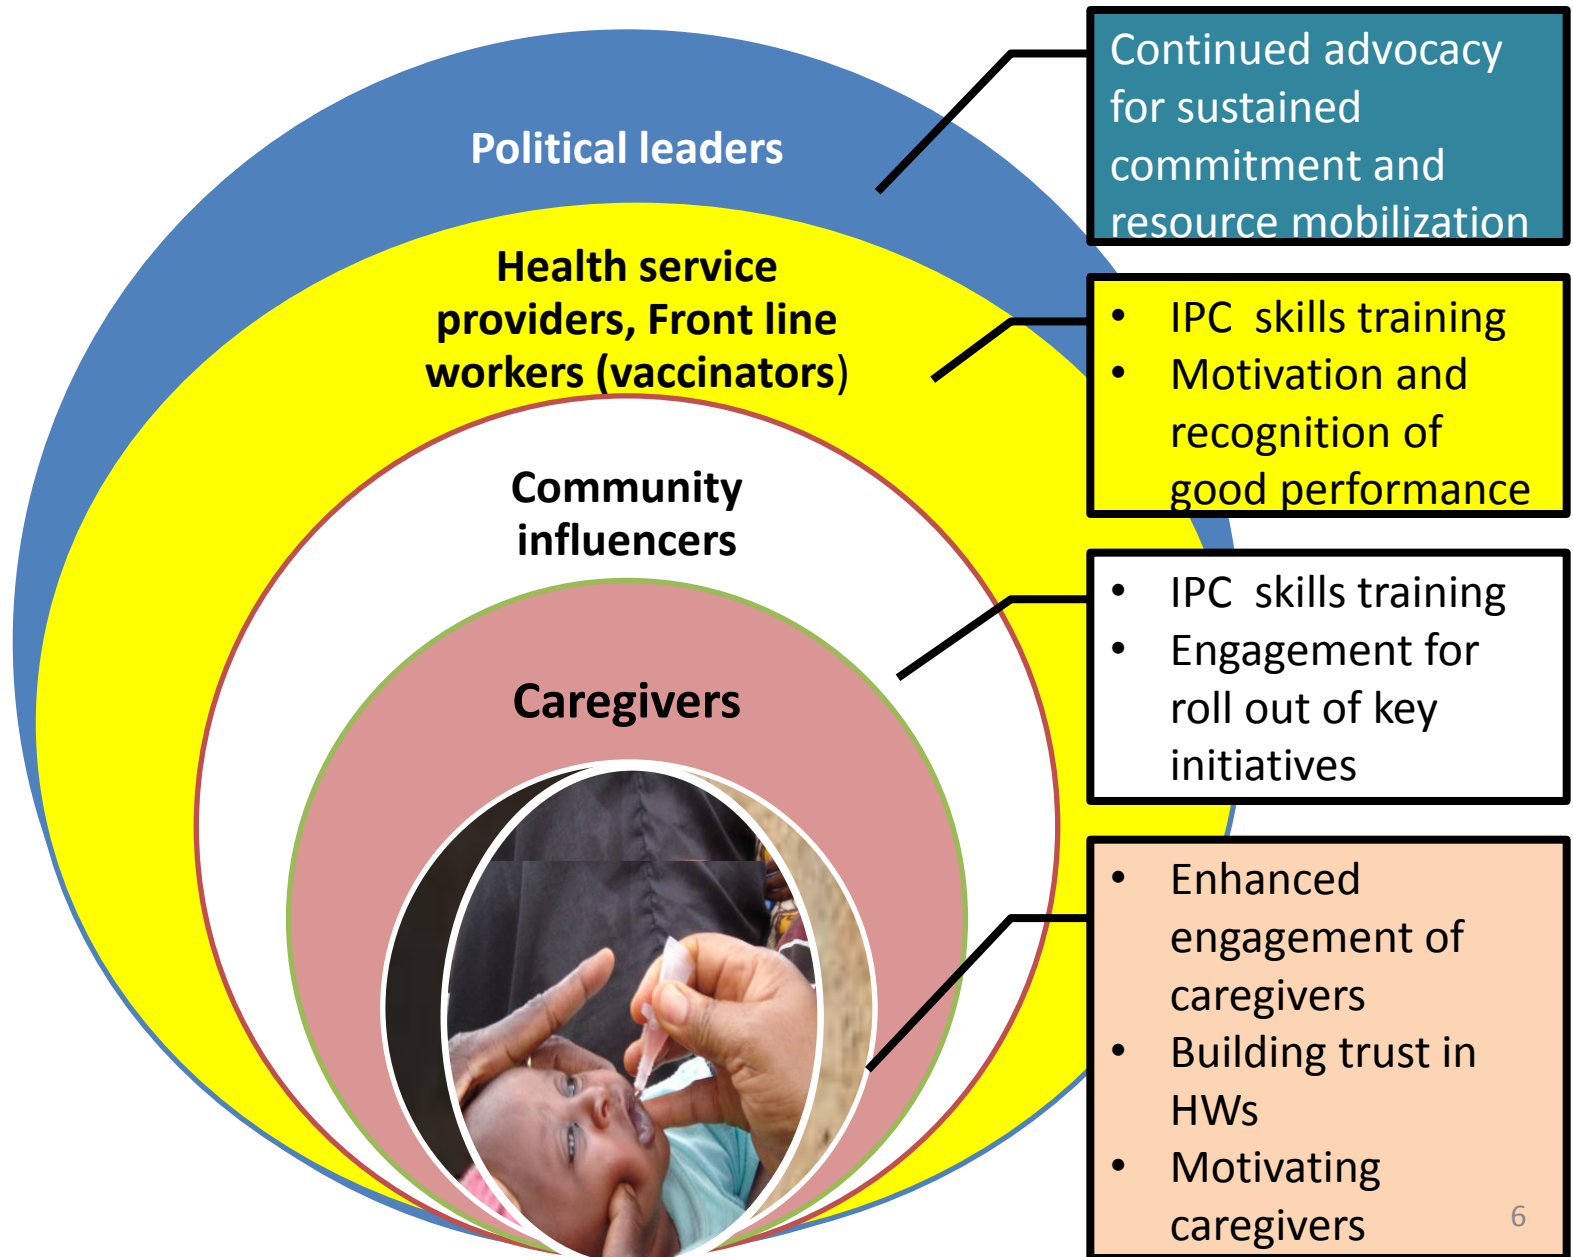 Political leaders
Health service
providers, Front line
workers (vaccinators)
Community
influencers
Caregivers
Continued advocacy
for sustained
commitment and
resource mobilization
• IPC skills training
• Motivation and
recognition of
good performance
• IPC skills training
• Engagement for
roll out of key
initiatives
• Enhanced
engagement of
caregivers
• Building trust in
HWs
• Motivating
caregivers
6